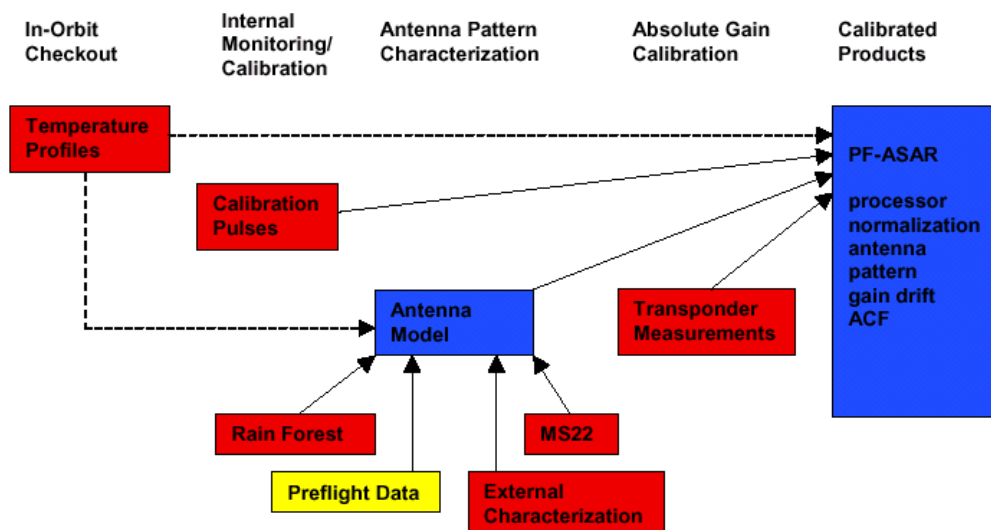 In-Orbit
Checkout
Internal
Monitoring/
Calibration
Antenna Pattern
Characterization
Absolute Gain
Calibration
Calibrated
Products
Temperature
Profiles
PF-ASAR
processor
normalization
antenna
pattern
gain drift
ACF
Calibration
Pulses
Antenna
Model
Transponder
Measurements
Rain Forest
MS22
Preflight Data
External
Characterization